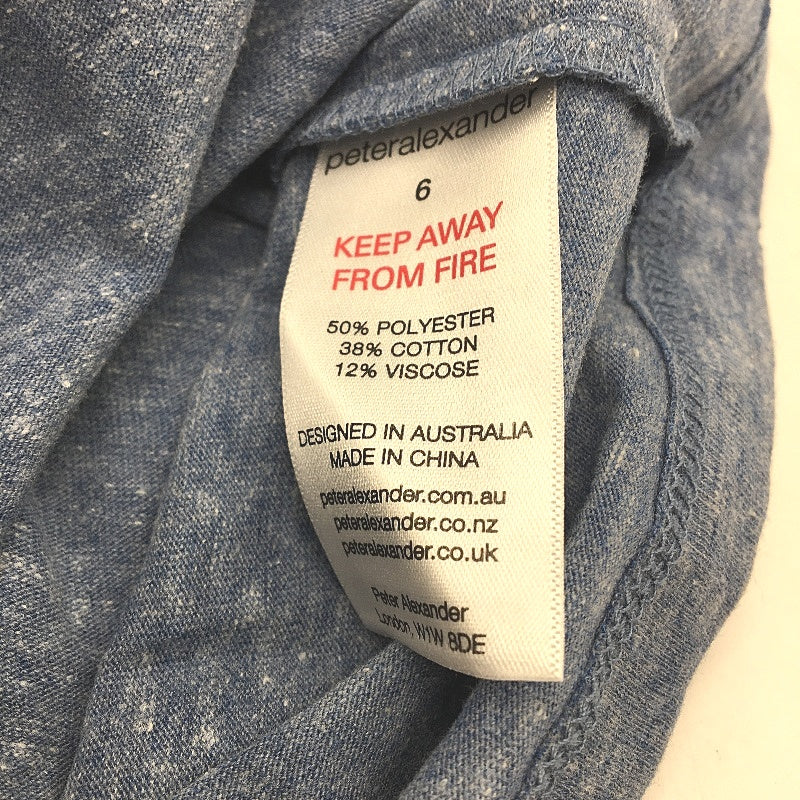 peteralexander
6
KEEP AWAY
FROM FIRE
50% POLYESTER
38% COTTON
12% VISCOSE
DESIGNED IN AUSTRALIA
MADE IN CHINA
peteralexander.com.au
peteralexander.co.nz
peteralexander.co.uk
Peter Alexander
London, W1W 8DE